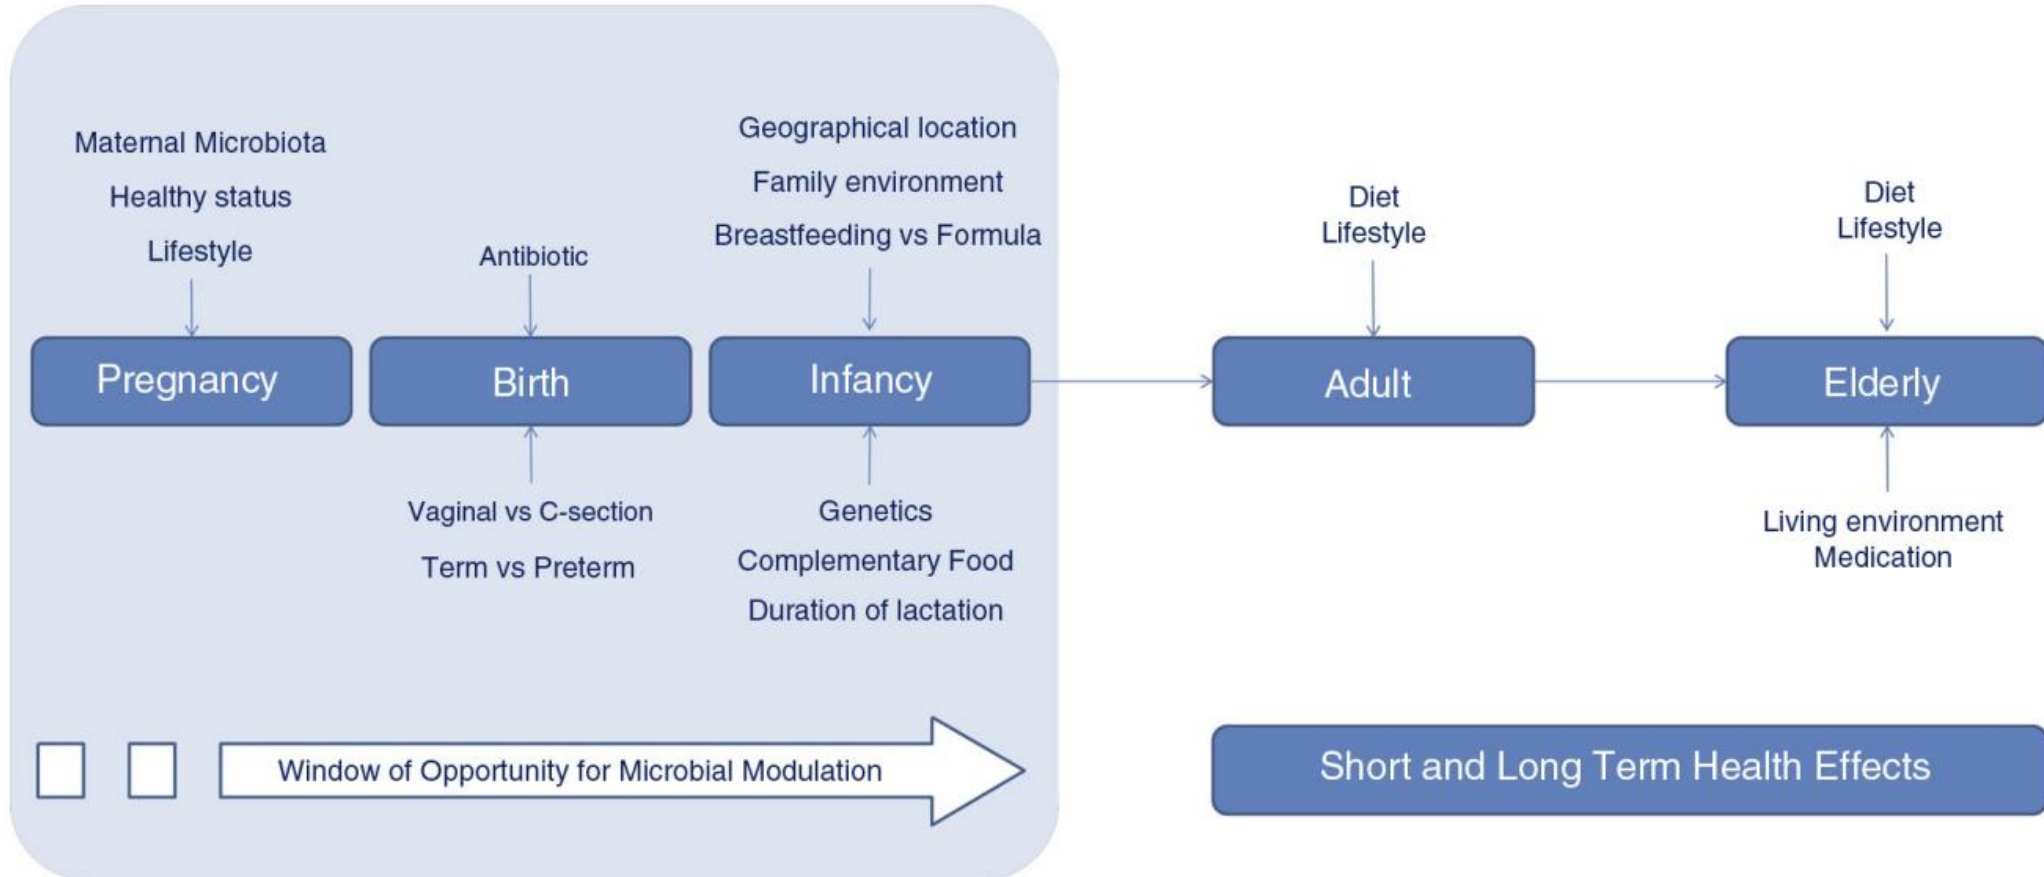 Maternal Microbiota
Healthy status
Lifestyle
Pregnancy
Antibiotic
Birth
Vaginal vs C-section
Term vs Preterm
Geographical location
Family environment
Breastfeeding vs Formula
Infancy
Genetics
Complementary Food
Duration of lactation
Diet
Lifestyle
Adult
Diet
Lifestyle
Elderly
Living environment
Medication
Window of Opportunity for Microbial Modulation
Short and Long Term Health Effects